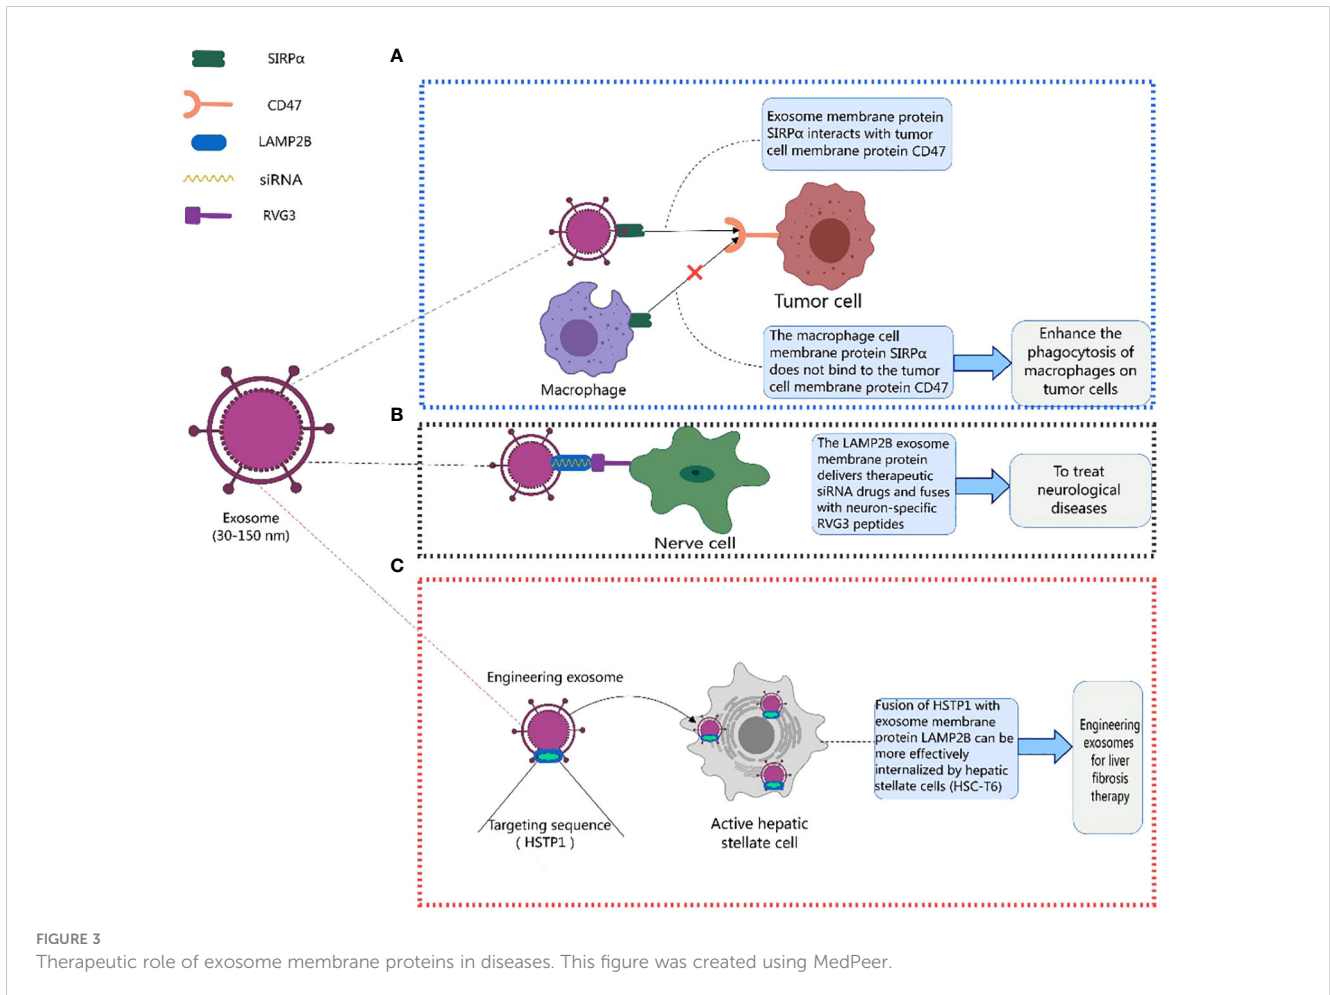 SIRPα
CD47
LAMP2B
siRNA
RVG3
A
Exosome membrane protein
SIRPα interacts with tumor
cell membrane protein CD47
Tumor cell
Macrophage
The macrophage cell
membrane protein SIRPα
does not bind to the tumor
cell membrane protein CD47
Enhance the
phagocytosis of
macrophages on
tumor cells
Exosome
(30-150 nm)
B
Nerve cell
The LAMP2B exosome
membrane protein
delivers therapeutic
siRNA drugs and fuses
with neuron-specific
RVG3 peptides
To treat
neurological
diseases
C
Engineering exosome
Targeting sequence
( HSTP1 )
Active hepatic
stellate cell
Fusion of HSTP1 with
exosome membrane
protein LAMP2B can be
more effectively
internalized by hepatic
stellate cells (HSC-T6)
Engineering
exosomes
for liver
fibrosis
therapy
FIGURE 3
Therapeutic role of exosome membrane proteins in diseases. This figure was created using MedPeer.